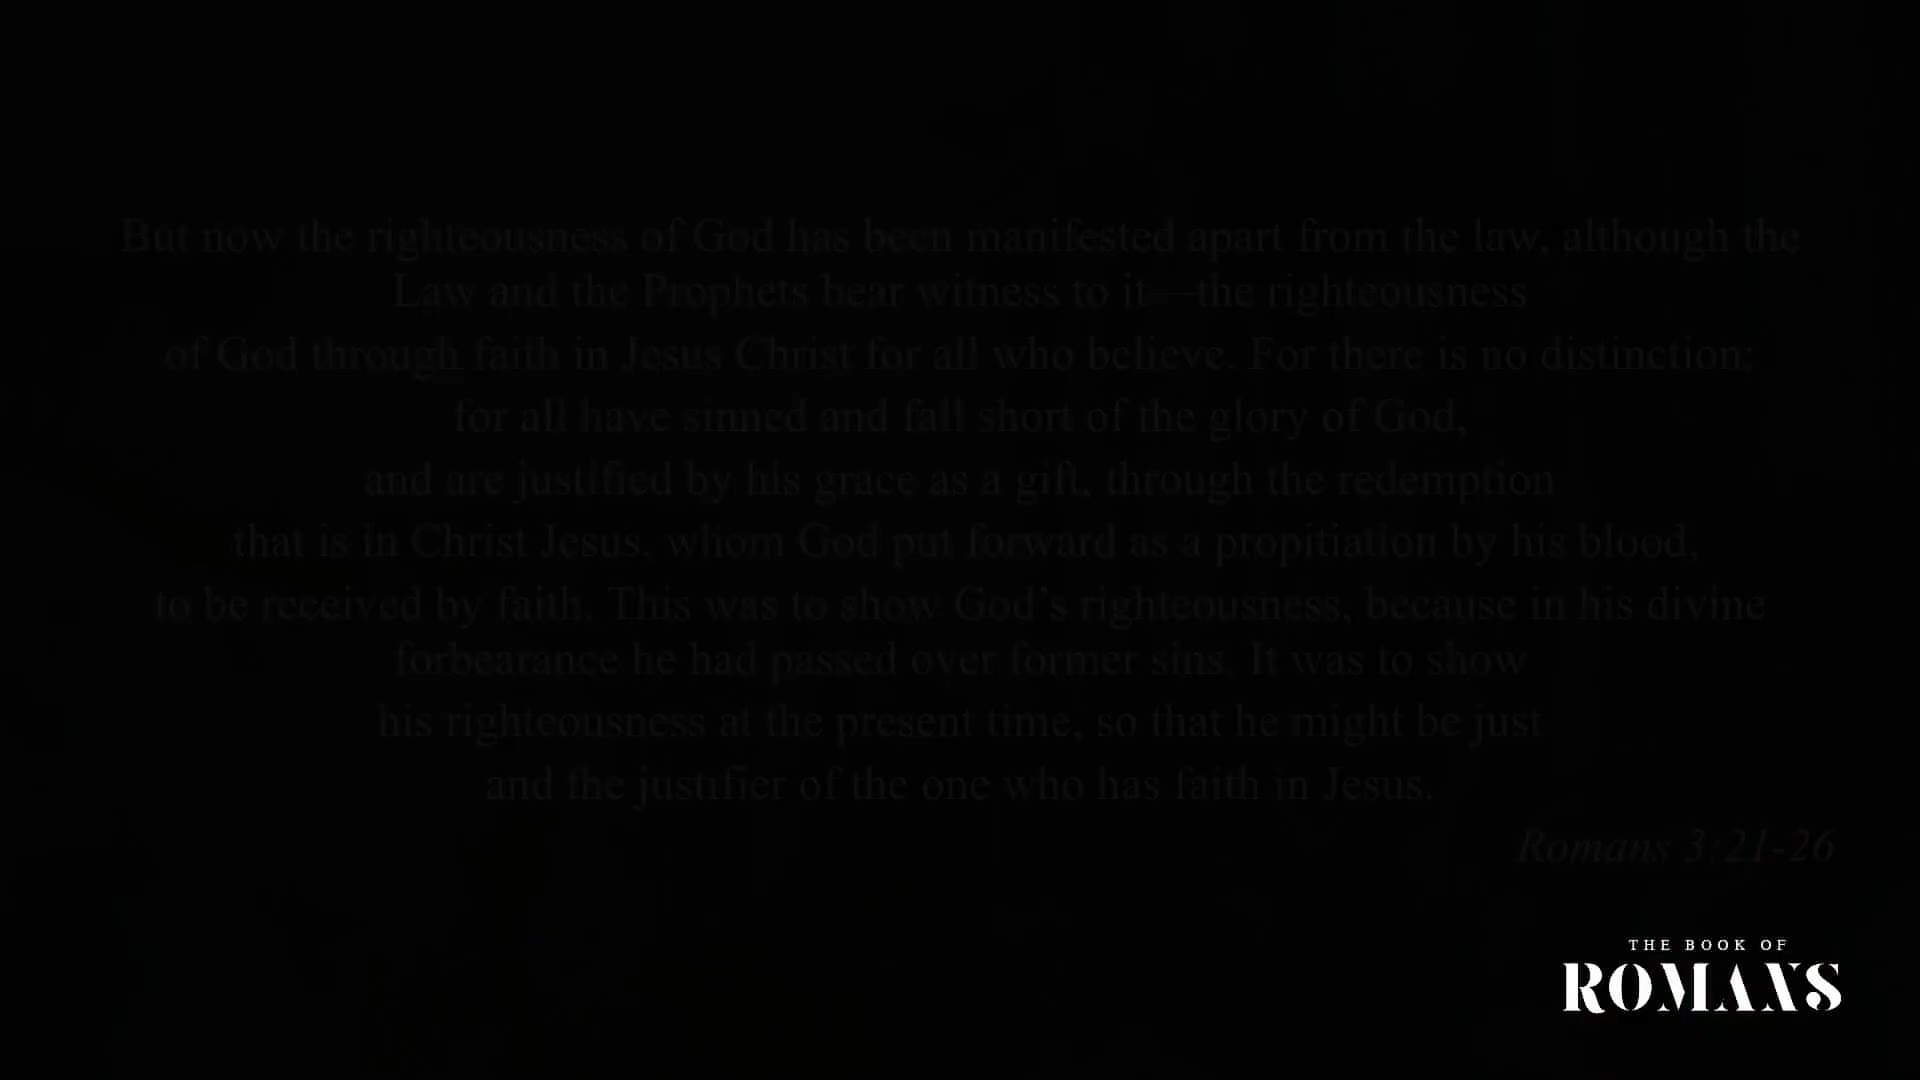 But now the righteousness of God has been manifested apart from the law, although the
Law and the Prophets bear witness to it—the righteousness
of God through faith in Jesus Christ for all who believe. For there is no distinction:
for all have sinned and fall short of the glory of God,
and are justified by his grace as a gift, through the redemption
that is in Christ Jesus, whom God put forward as a propitiation by his blood,
to be received by faith. This was to show God’s righteousness, because in his divine
forbearance he had passed over former sins. It was to show
his righteousness at the present time, so that he might be just
and the justifier of the one who has faith in Jesus.
Romans 3:21-26
THE BOOK OF
ROMANS